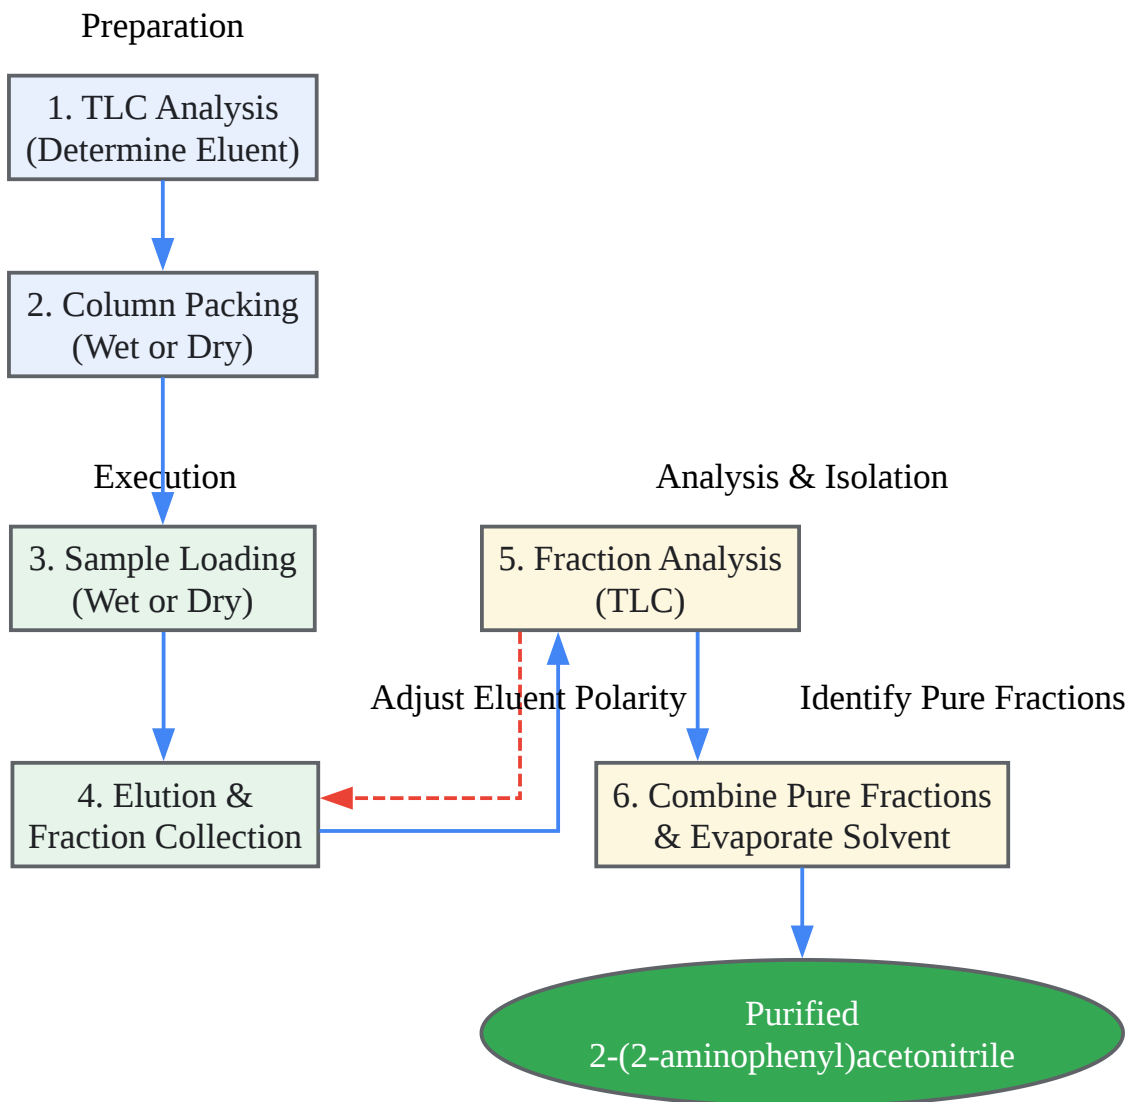 Preparation
1. TLC Analysis
(Determine Eluent)
2. Column Packing
(Wet or Dry)
Execution
3. Sample Loading
(Wet or Dry)
4. Elution &
Fraction Collection
Analysis & Isolation
5. Fraction Analysis
(TLC)
Adjust Eluent Polarity
Identify Pure Fractions
6. Combine Pure Fractions
& Evaporate Solvent
Purified
2-(2-aminophenyl)acetonitrile